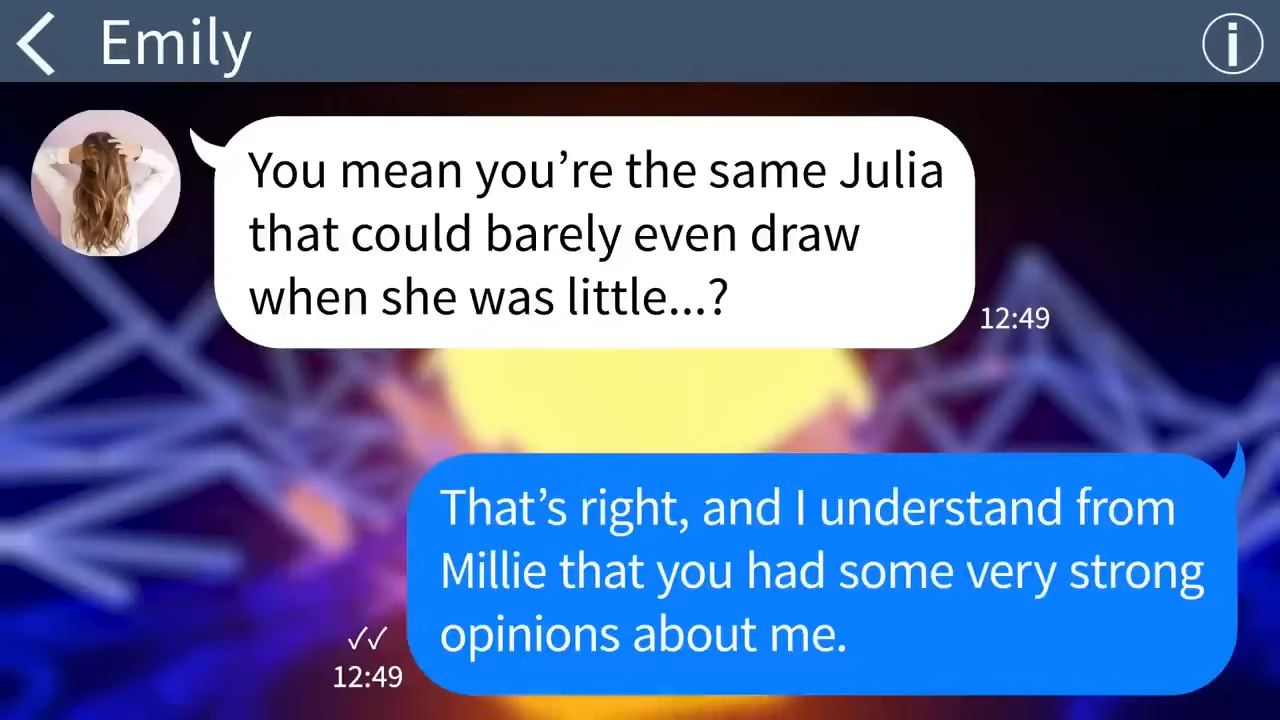 Emily
i
You mean you’re the same Julia
that could barely even draw
when she was little...?
12:49
That’s right, and I understand from
Millie that you had some very strong
opinions about me.
12:49